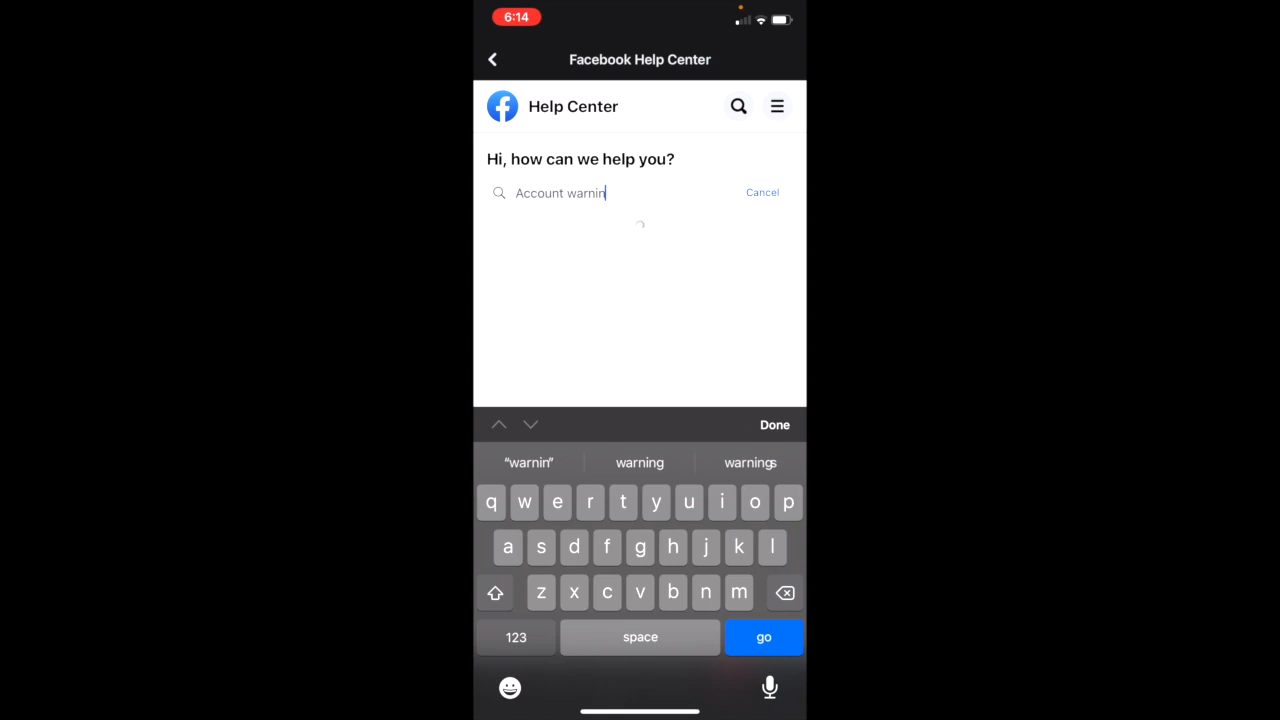 6:14
Facebook Help Center
Help Center
Hi, how can we help you?
Account warnin
Cancel
Done
“warnin” warning warnings
q w e r t y u i o p
a s d f g h j k l
z x c v b n m
123 space go